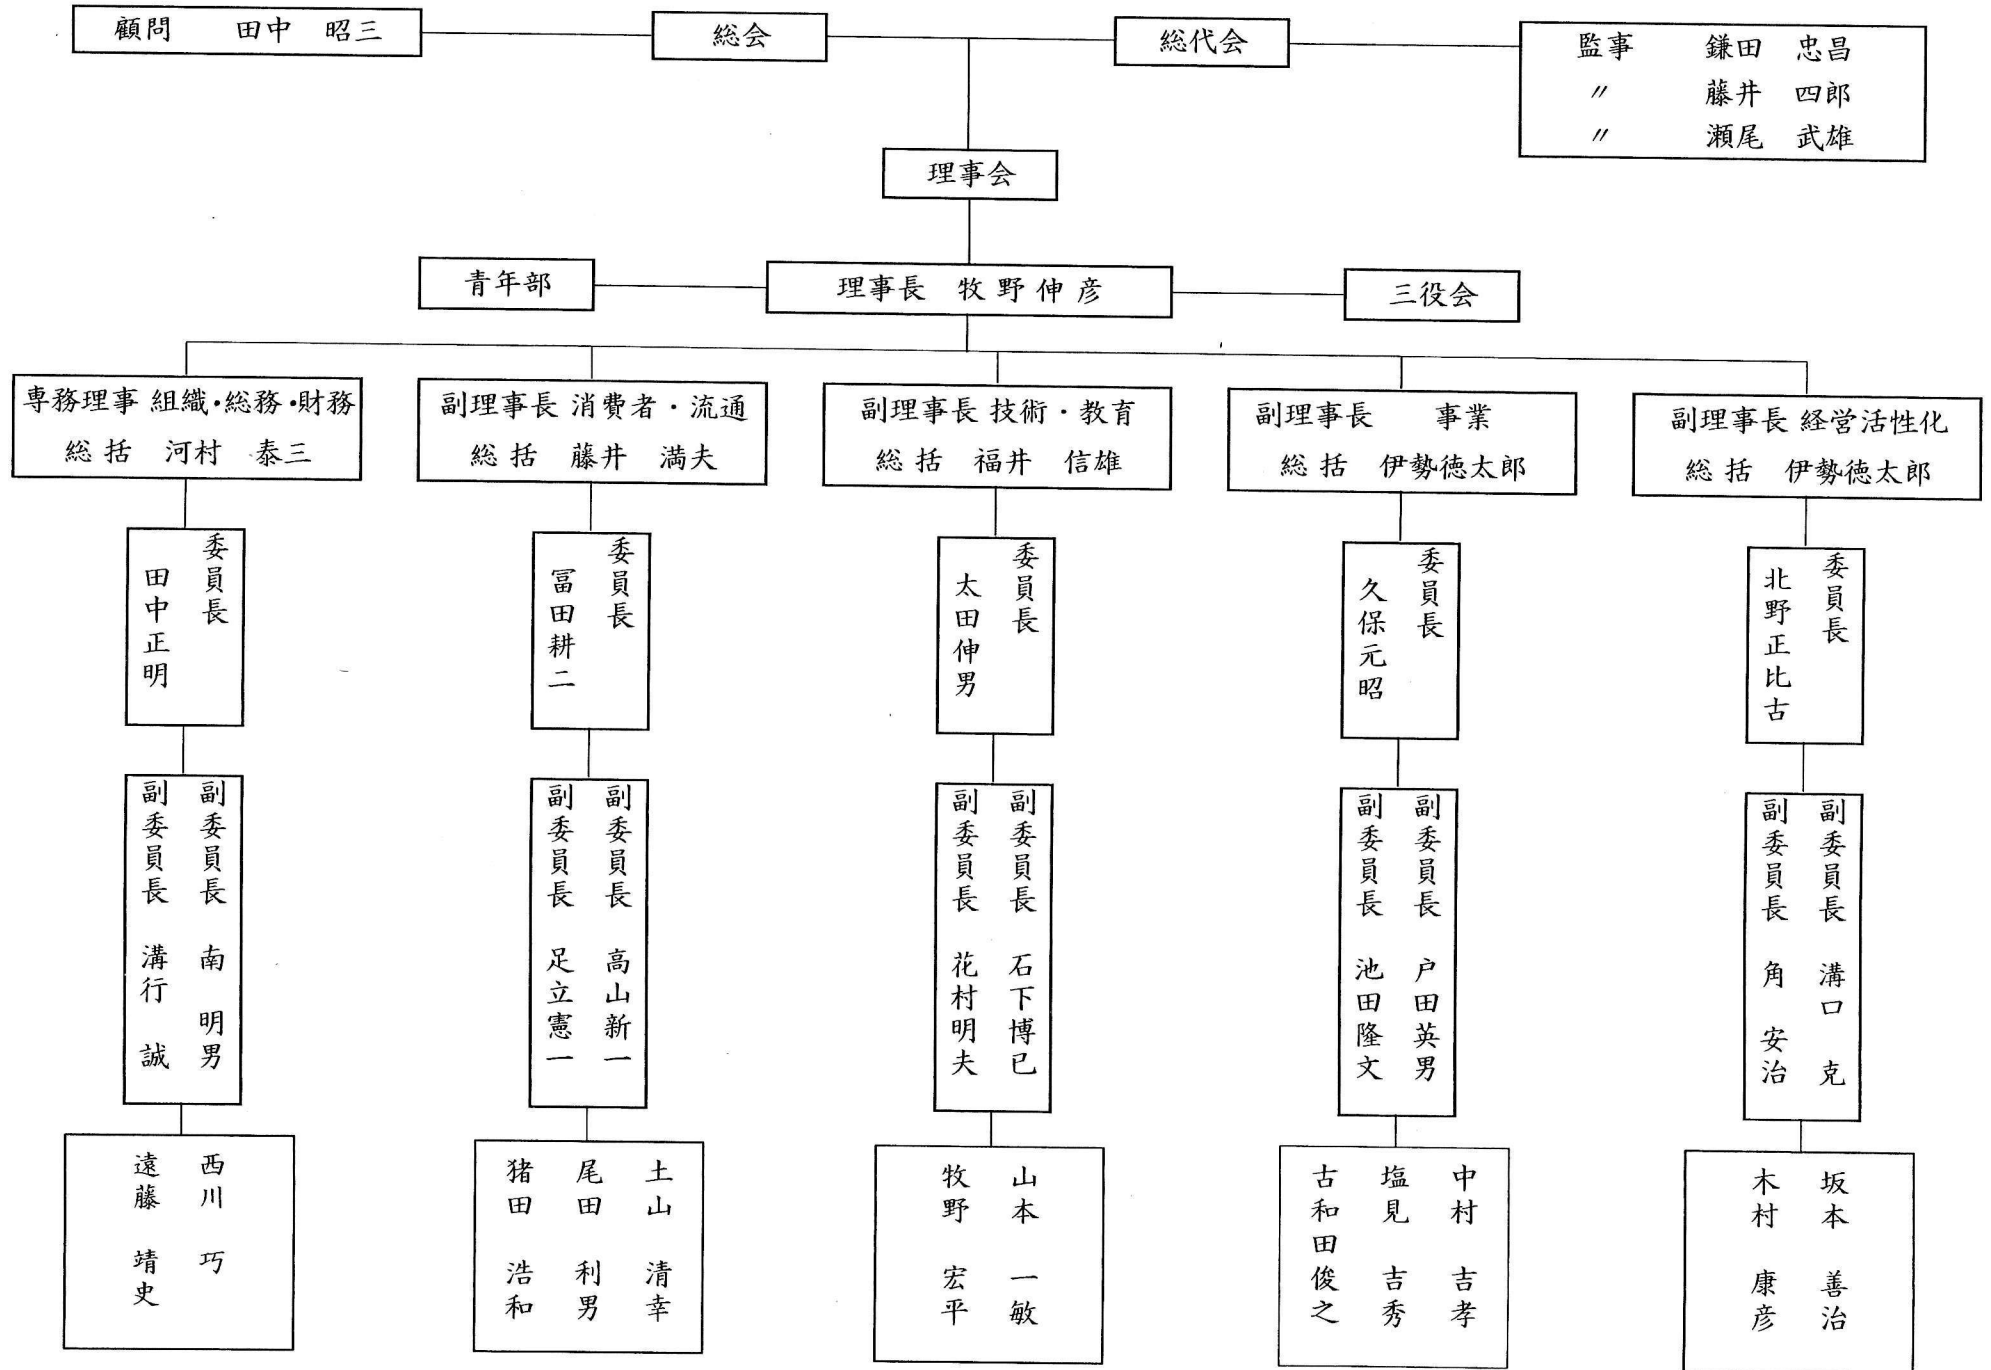 顧問 田中 昭三
総会
総代会
監事 鎌田 忠昌
〃 藤井 四郎
〃 瀬尾 武雄
理事会
青年部
理事長 牧野伸彦
三役会
専務理事 組織・総務・財務
総括 河村 泰三
副理事長 消費者・流通
総括 藤井 満夫
副理事長 技術・教育
総括 福井 信雄
副理事長 事業
総括 伊勢徳太郎
副理事長 経営活性化
総括 伊勢徳太郎
委員長
田中正明
委員長
冨田耕二
委員長
太田伸男
委員長
久保元昭
委員長
北野正比古
副委員長 南 明男
副委員長 溝行 誠
副委員長 高山新一
副委員長 足立憲一
副委員長 石下博巳
副委員長 花村明夫
副委員長 戸田英男
副委員長 池田隆文
副委員長 溝口 克
副委員長 角 安治
西川 巧
遠藤 靖史
土山 清幸
尾田 利男
猪田 浩和
山本 一敏
牧野 宏平
中村 吉孝
塩見 吉秀
古和田俊之
坂本 善治
木村 康彦